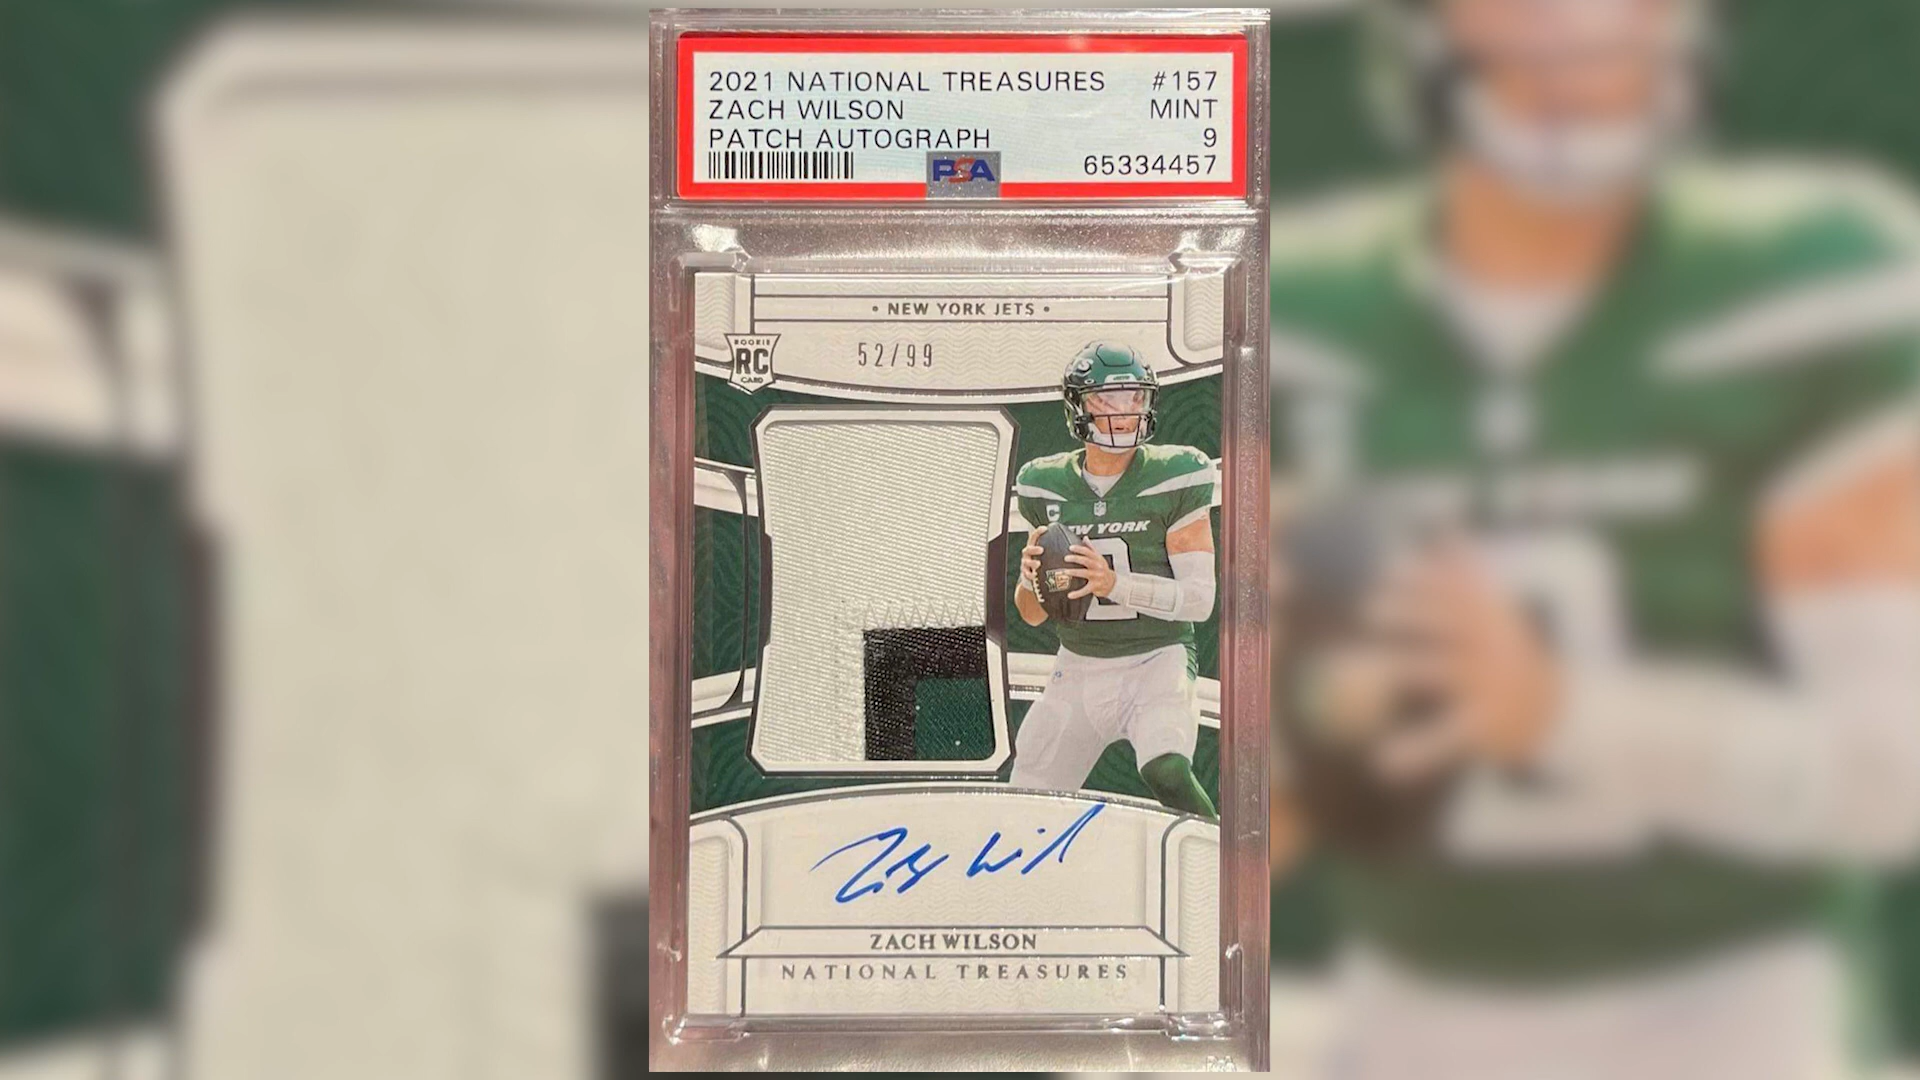 2021 NATIONAL TREASURES #157
ZACH WILSON MINT
PATCH AUTOGRAPH 9
PSA 65334457
• NEW YORK JETS •
ROOKIE
RC
CARD
52/99
C
W YORK
2
ZACH WILSON
NATIONAL TREASURES